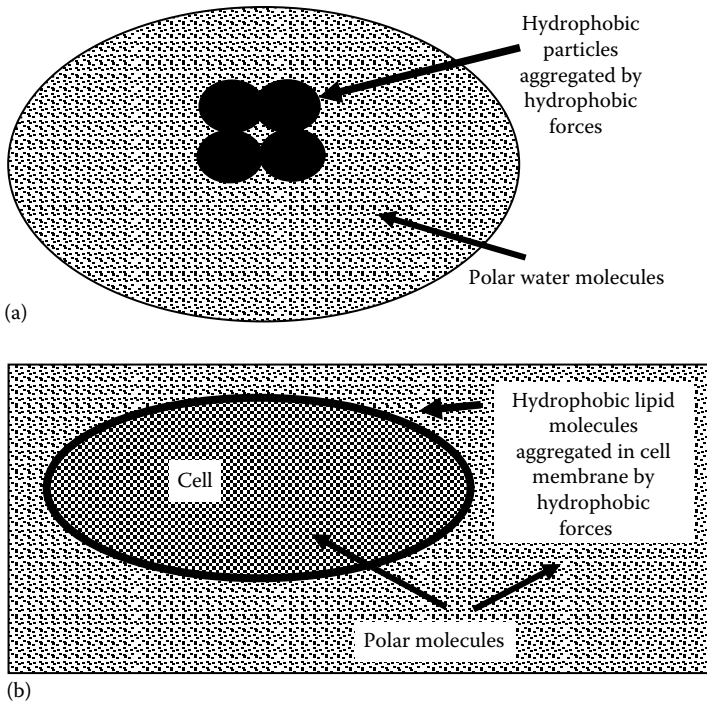 Hydrophobic
particles
aggregated by
hydrophobic
forces
Polar water molecules
(a)
Hydrophobic lipid
molecules
aggregated in cell
membrane by
hydrophobic
forces
Cell
Polar molecules
(b)